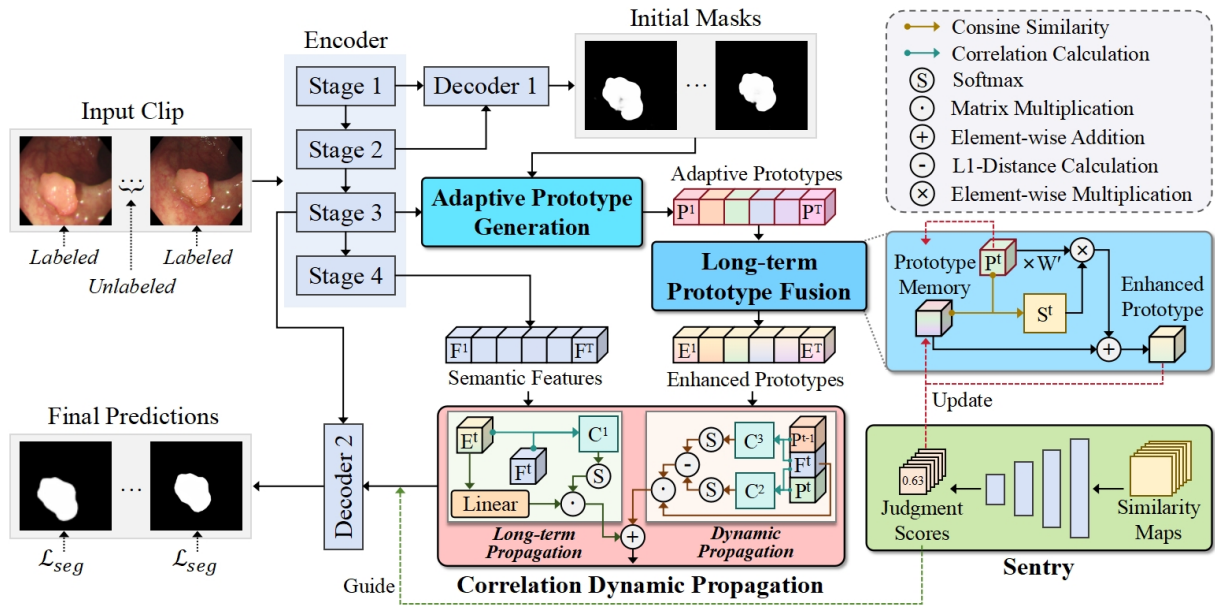 Initial Masks
Encoder
Stage 1
Decoder 1
...
Stage 2
Stage 3
Stage 4
Input Clip
...
Labeled
Labeled
Unlabeled
Adaptive Prototype
Generation
Adaptive Prototypes
P¹
Pᵀ
Long-term
Prototype Fusion
Consine Similarity
Correlation Calculation
S Softmax
· Matrix Multiplication
+ Element-wise Addition
- L1-Distance Calculation
× Element-wise Multiplication
Prototype
Memory
Pᵗ
×W′
×
Sᵗ
+
Enhanced
Prototype
F¹
Fᵀ
Semantic Features
E¹
Eᵀ
Enhanced Prototypes
Update
Final Predictions
...
ℒseg
ℒseg
Decoder 2
Eᵗ
Fᵗ
C¹
S
Linear
·
Long-term
Propagation
+
S
C³
-
·
S
C²
Pᵗ⁻¹
Fᵗ
Pᵗ
Dynamic
Propagation
Correlation Dynamic Propagation
Guide
0.63
Judgment
Scores
Similarity
Maps
Sentry